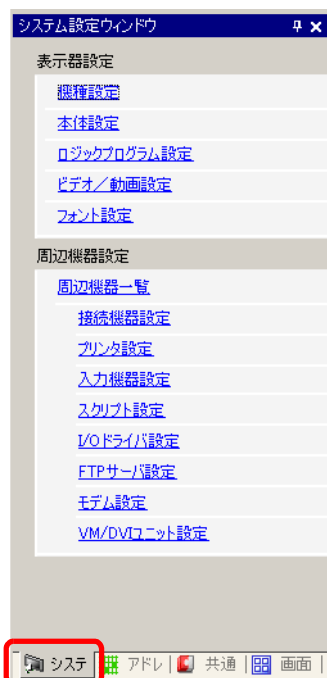 システム設定ウィンドウ
表示器設定
機種設定
本体設定
ロジックプログラム設定
ビデオ／動画設定
フォント設定
周辺機器設定
周辺機器一覧
接続機器設定
プリンタ設定
入力機器設定
スクリプト設定
I/Oドライバ設定
FTPサーバ設定
モデム設定
VM/DVIユニット設定
システ アドレ 共通 画面